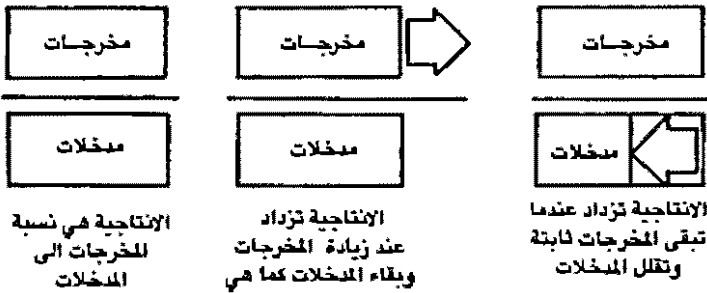 مخرجات
مخرجات
مخرجات
مدخلات
مدخلات
مدخلات
الانتاجية تزداد عندما
تبقى المخرجات ثابتة
وتقلل المدخلات
الانتاجية تزداد
عند زيادة المخرجات
وبقاء المدخلات كما هي
الانتاجية هي نسبة
المخرجات الى
المدخلات